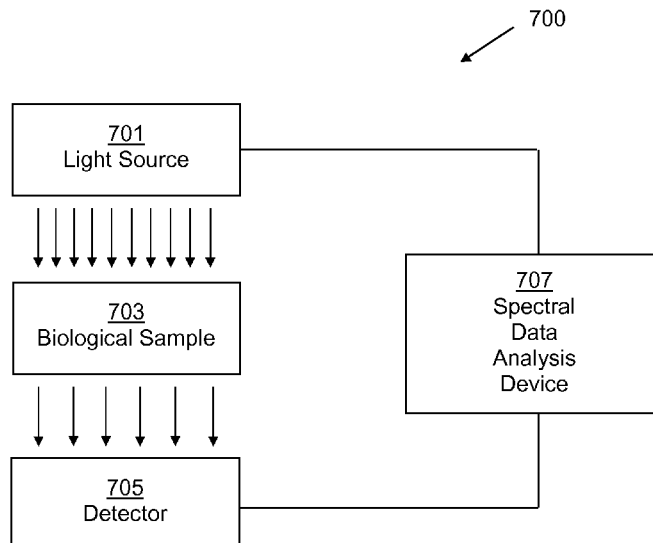 700
701
Light Source
703
Biological Sample
707
Spectral
Data
Analysis
Device
705
Detector